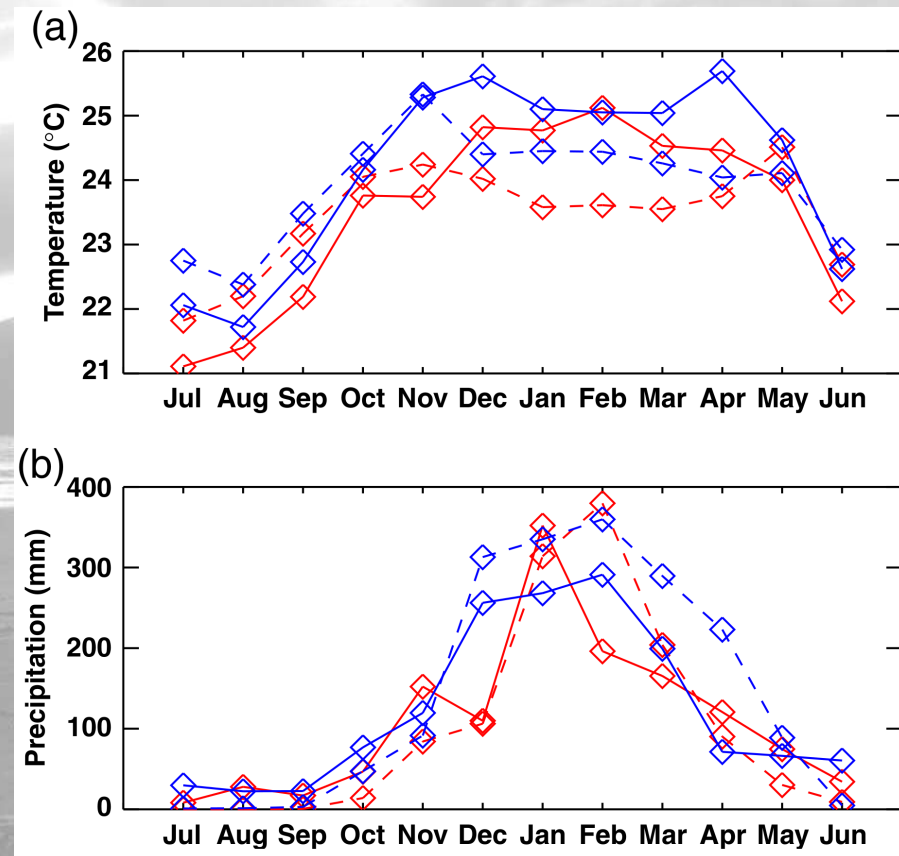 (a)
26
25
24
23
22
21
Temperature (°C)
Jul Aug Sep Oct Nov Dec Jan Feb Mar Apr May Jun
(b)
400
300
200
100
0
Precipitation (mm)
Jul Aug Sep Oct Nov Dec Jan Feb Mar Apr May Jun